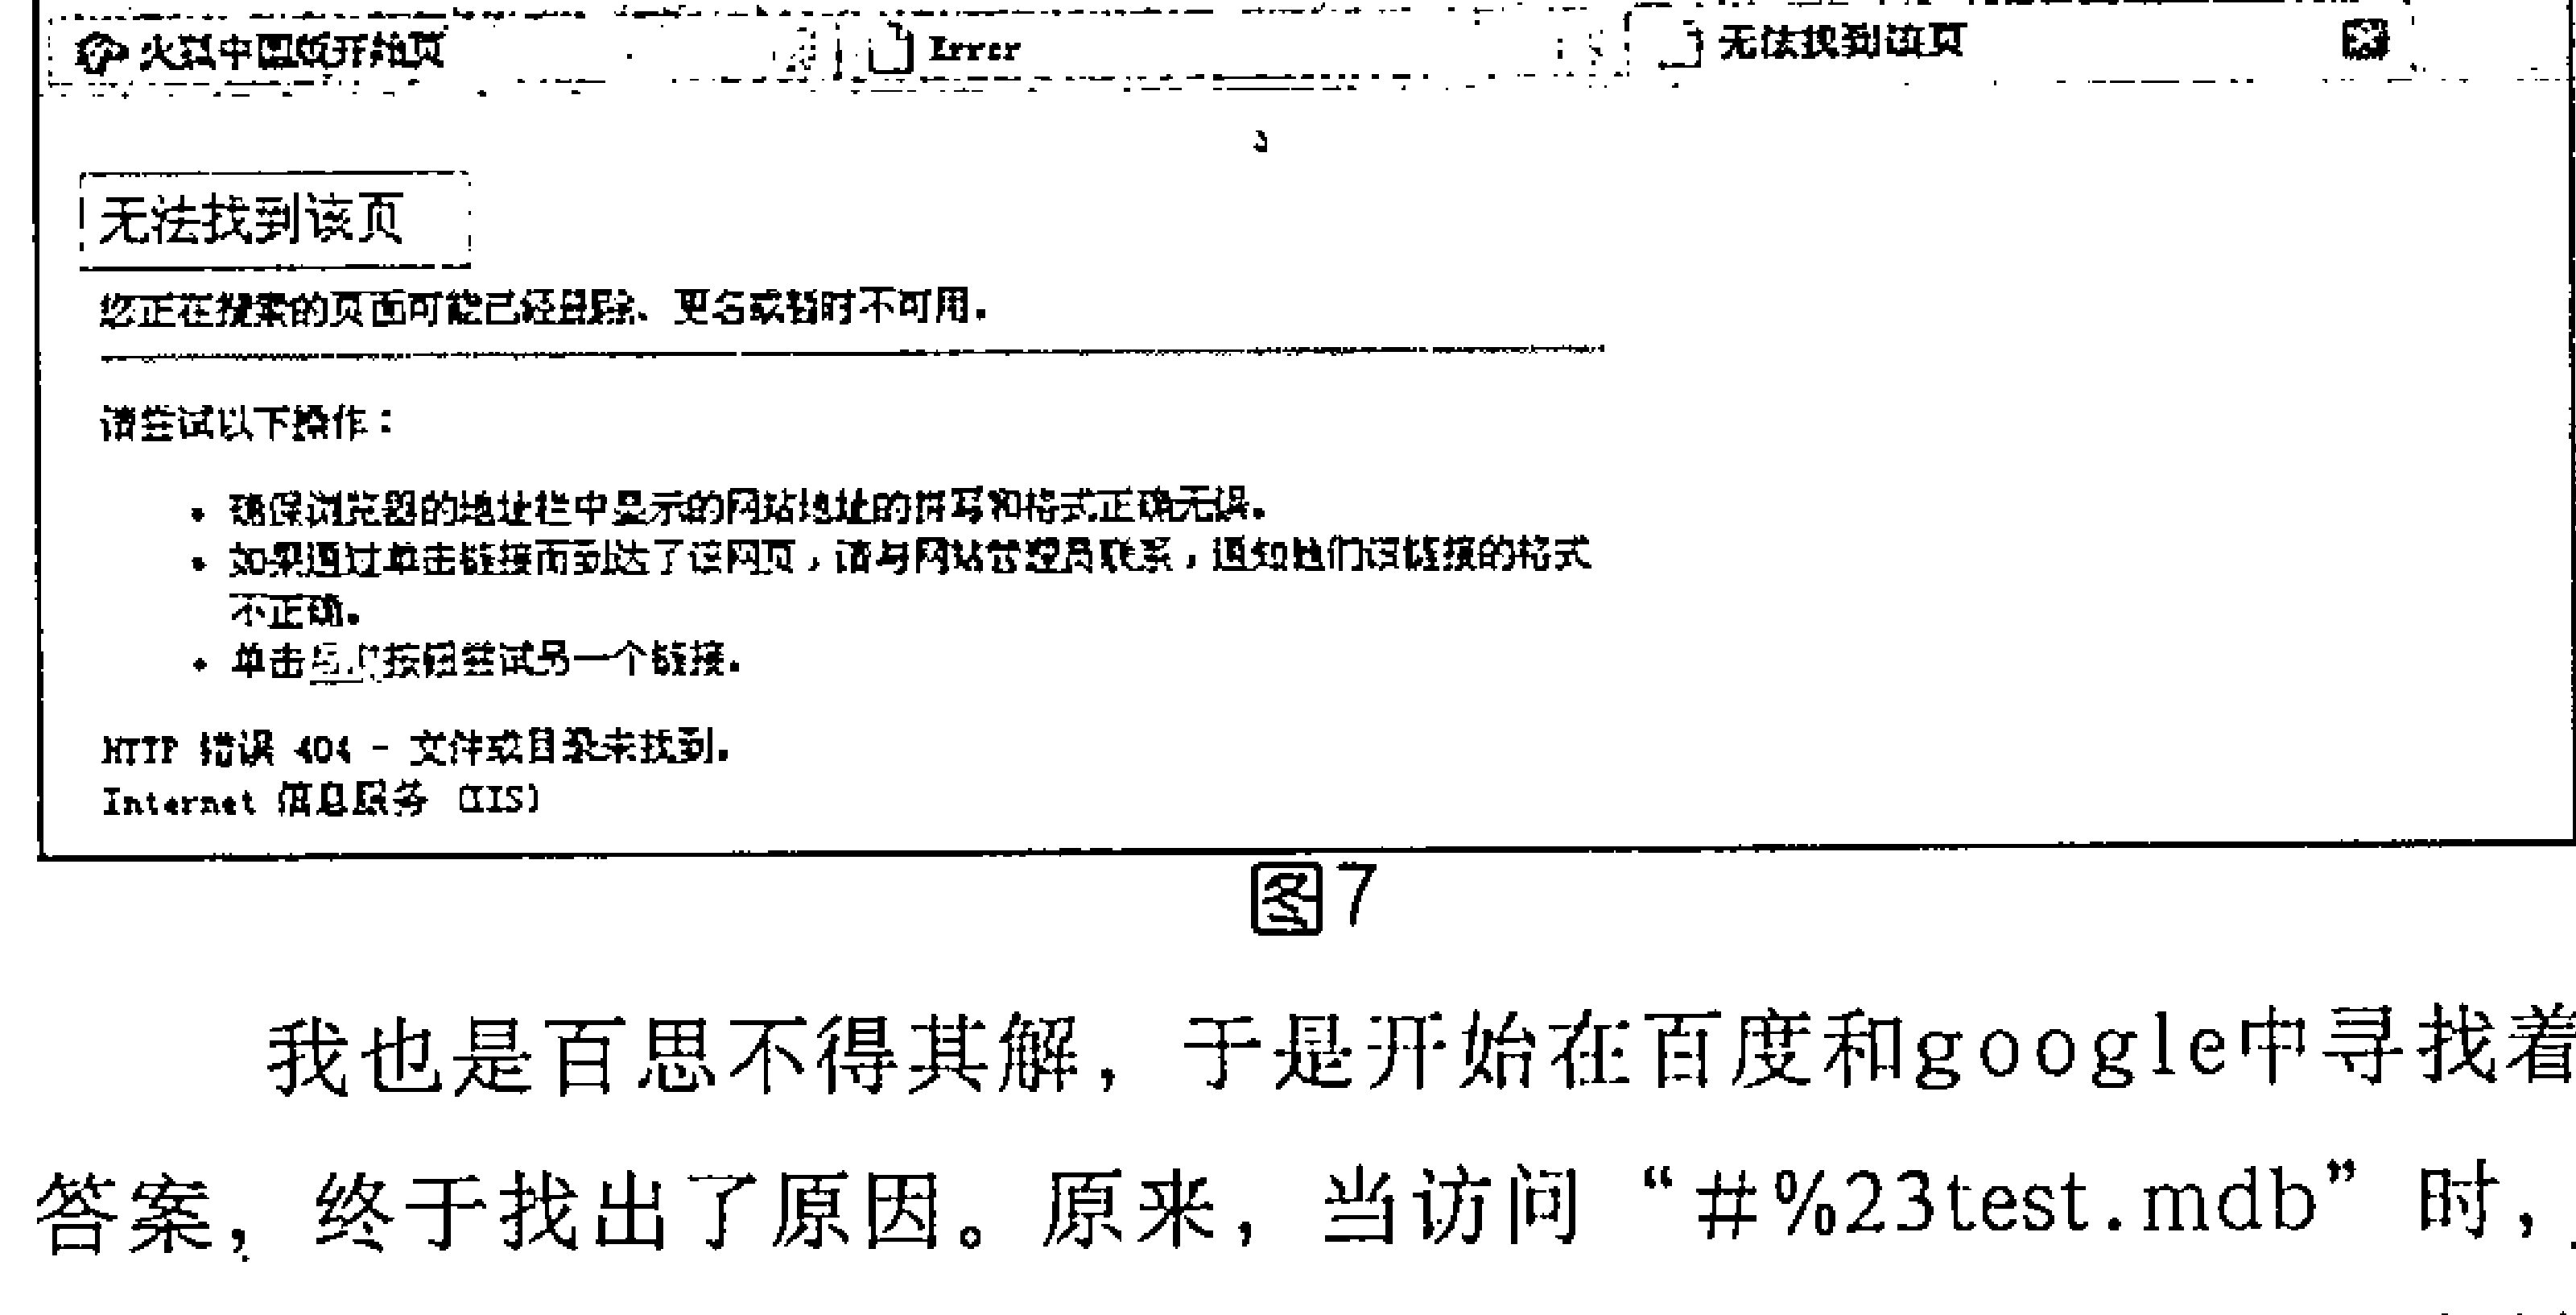 火狐中国版开始页 Error 无法找到该页
无法找到该页
您正在搜索的页面可能已经删除、更名或暂时不可用。
请尝试以下操作：
• 确保浏览器的地址栏中显示的网站地址的拼写和格式正确无误。
• 如果通过单击链接而到达了该网页，请与网站管理员联系，通知他们该链接的格式
不正确。
• 单击按钮尝试另一个链接。
HTTP 错误 404 - 文件或目录未找到。
Internet 信息服务 (IIS)
图7
我也是百思不得其解，于是开始在百度和google中寻找着
答案，终于找出了原因。原来，当访问“#%23test.mdb”时，